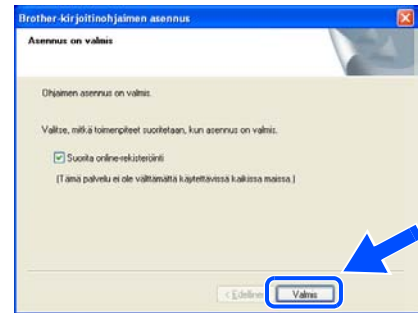 Brother-kirjoitinohjaimen asennus
Asennus on valmis
Ohjaimen asennus on valmis.
Valitse, mitkä toimenpiteet suoritetaan, kun asennus on valmis.
Suorita online-rekisteröinti
(Tämä palvelu ei ole välttämättä käytettävissä kaikissa maissa.)
< Edellinen Valmis